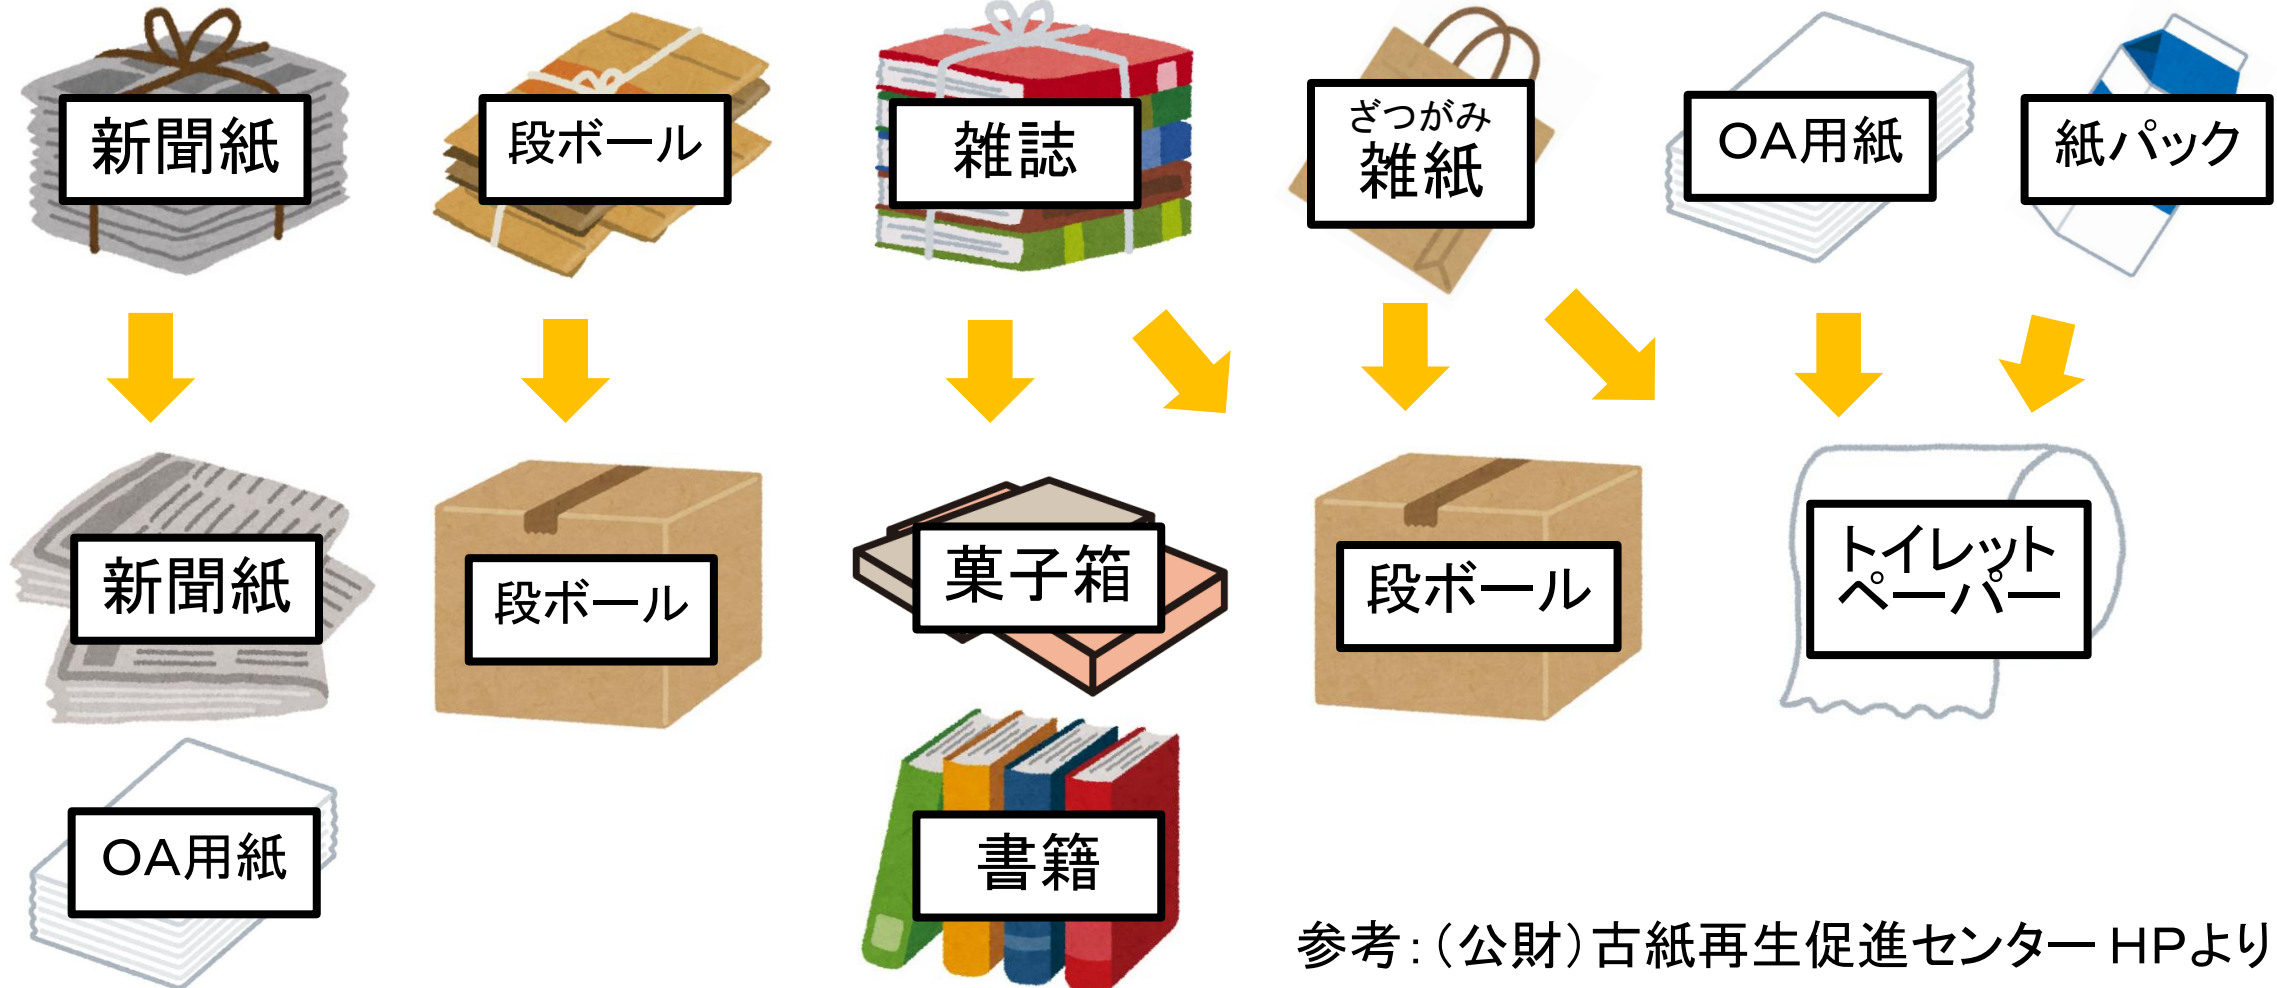 新聞紙
段ボール
雑誌
ざつがみ
雑紙
OA用紙
紙パック
新聞紙
段ボール
菓子箱
段ボール
トイレット
ペーパー
OA用紙
書籍
参考：（公財）古紙再生促進センター HPより